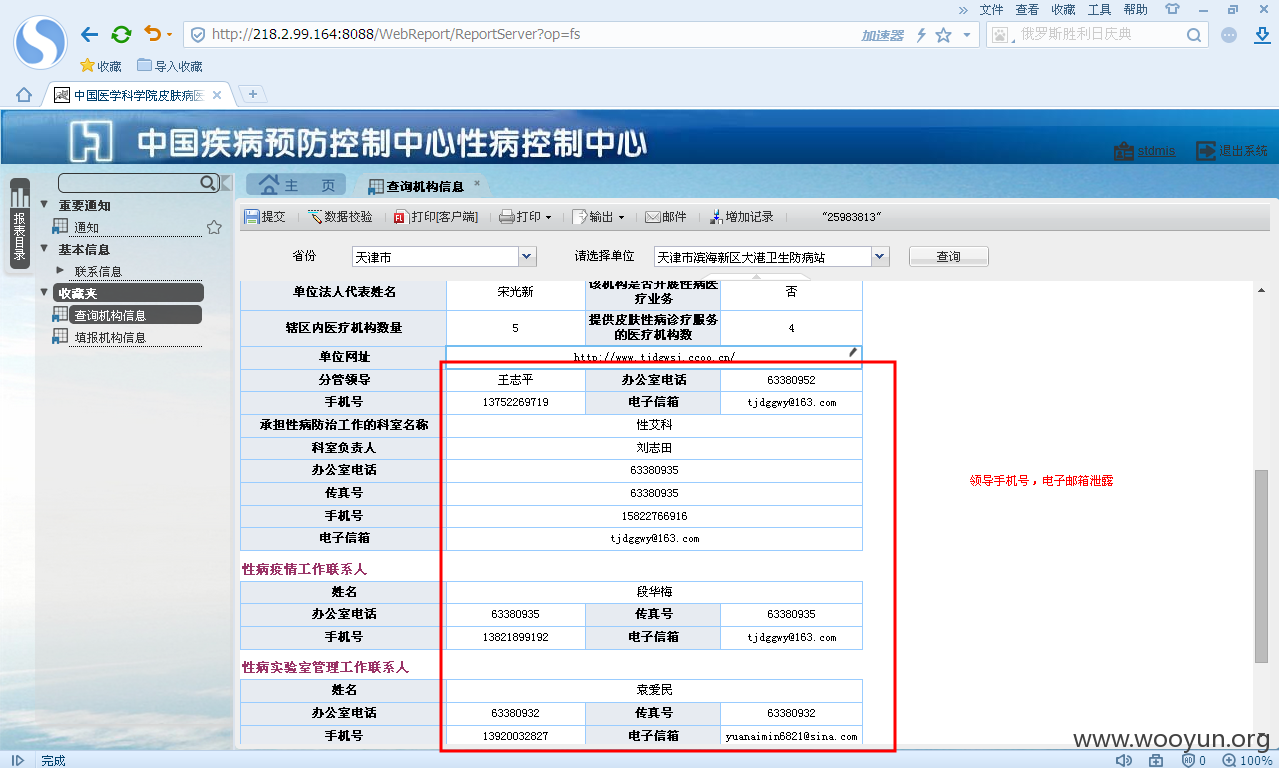 » 文件 查看 收藏 工具 帮助
http://218.2.99.164:8088/WebReport/ReportServer?op=fs 加速器 俄罗斯胜利日庆典
收藏 导入收藏
中国医学科学院皮肤病医
中国疾病预防控制中心性病控制中心
stdmis 退出系统
报表目录
重要通知
通知
基本信息
联系信息
收藏夹
查询机构信息
填报机构信息
主 页 查询机构信息
提交 数据校验 打印[客户端] 打印 输出 邮件 增加记录 "25983813"
省份 天津市 请选择单位 天津市滨海新区大港卫生防病站 查询
单位法人代表姓名 宋光新 该机构是否开展性病医疗业务 否
辖区内医疗机构数量 5 提供皮肤性病诊疗服务的医疗机构数 4
单位网址 http://www.tjdgwsj.ccoo.cn/
分管领导 王志平 办公室电话 63380952
手机号 13752269719 电子信箱 tjdggwy@163.com
承担性病防治工作的科室名称 性艾科
科室负责人 刘志田
办公室电话 63380935
传真号 63380935
手机号 15822766916
电子信箱 tjdggwy@163.com
性病疫情工作联系人
姓名 段华梅
办公室电话 63380935 传真号 63380935
手机号 13821899192 电子信箱 tjdggwy@163.com
性病实验室管理工作联系人
姓名 袁爱民
办公室电话 63380932 传真号 63380932
手机号 13920032827 电子信箱 yuanaimin6821@sina.com
领导手机号，电子邮箱泄露
www.wooyun.org
完成 0 100%